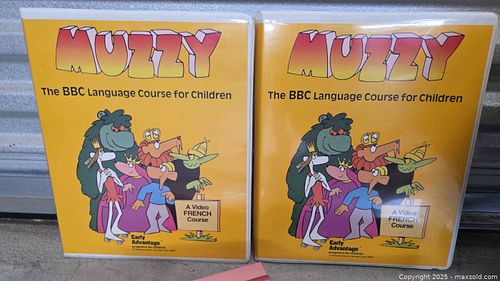 MUZZY
The BBC Language Course for Children
A Video
FRENCH
Course
Early
Advantage
MUZZY
The BBC Language Course for Children
A Video
FRENCH
Course
Early
Advantage
Copyright © 2025 - maxsold.com